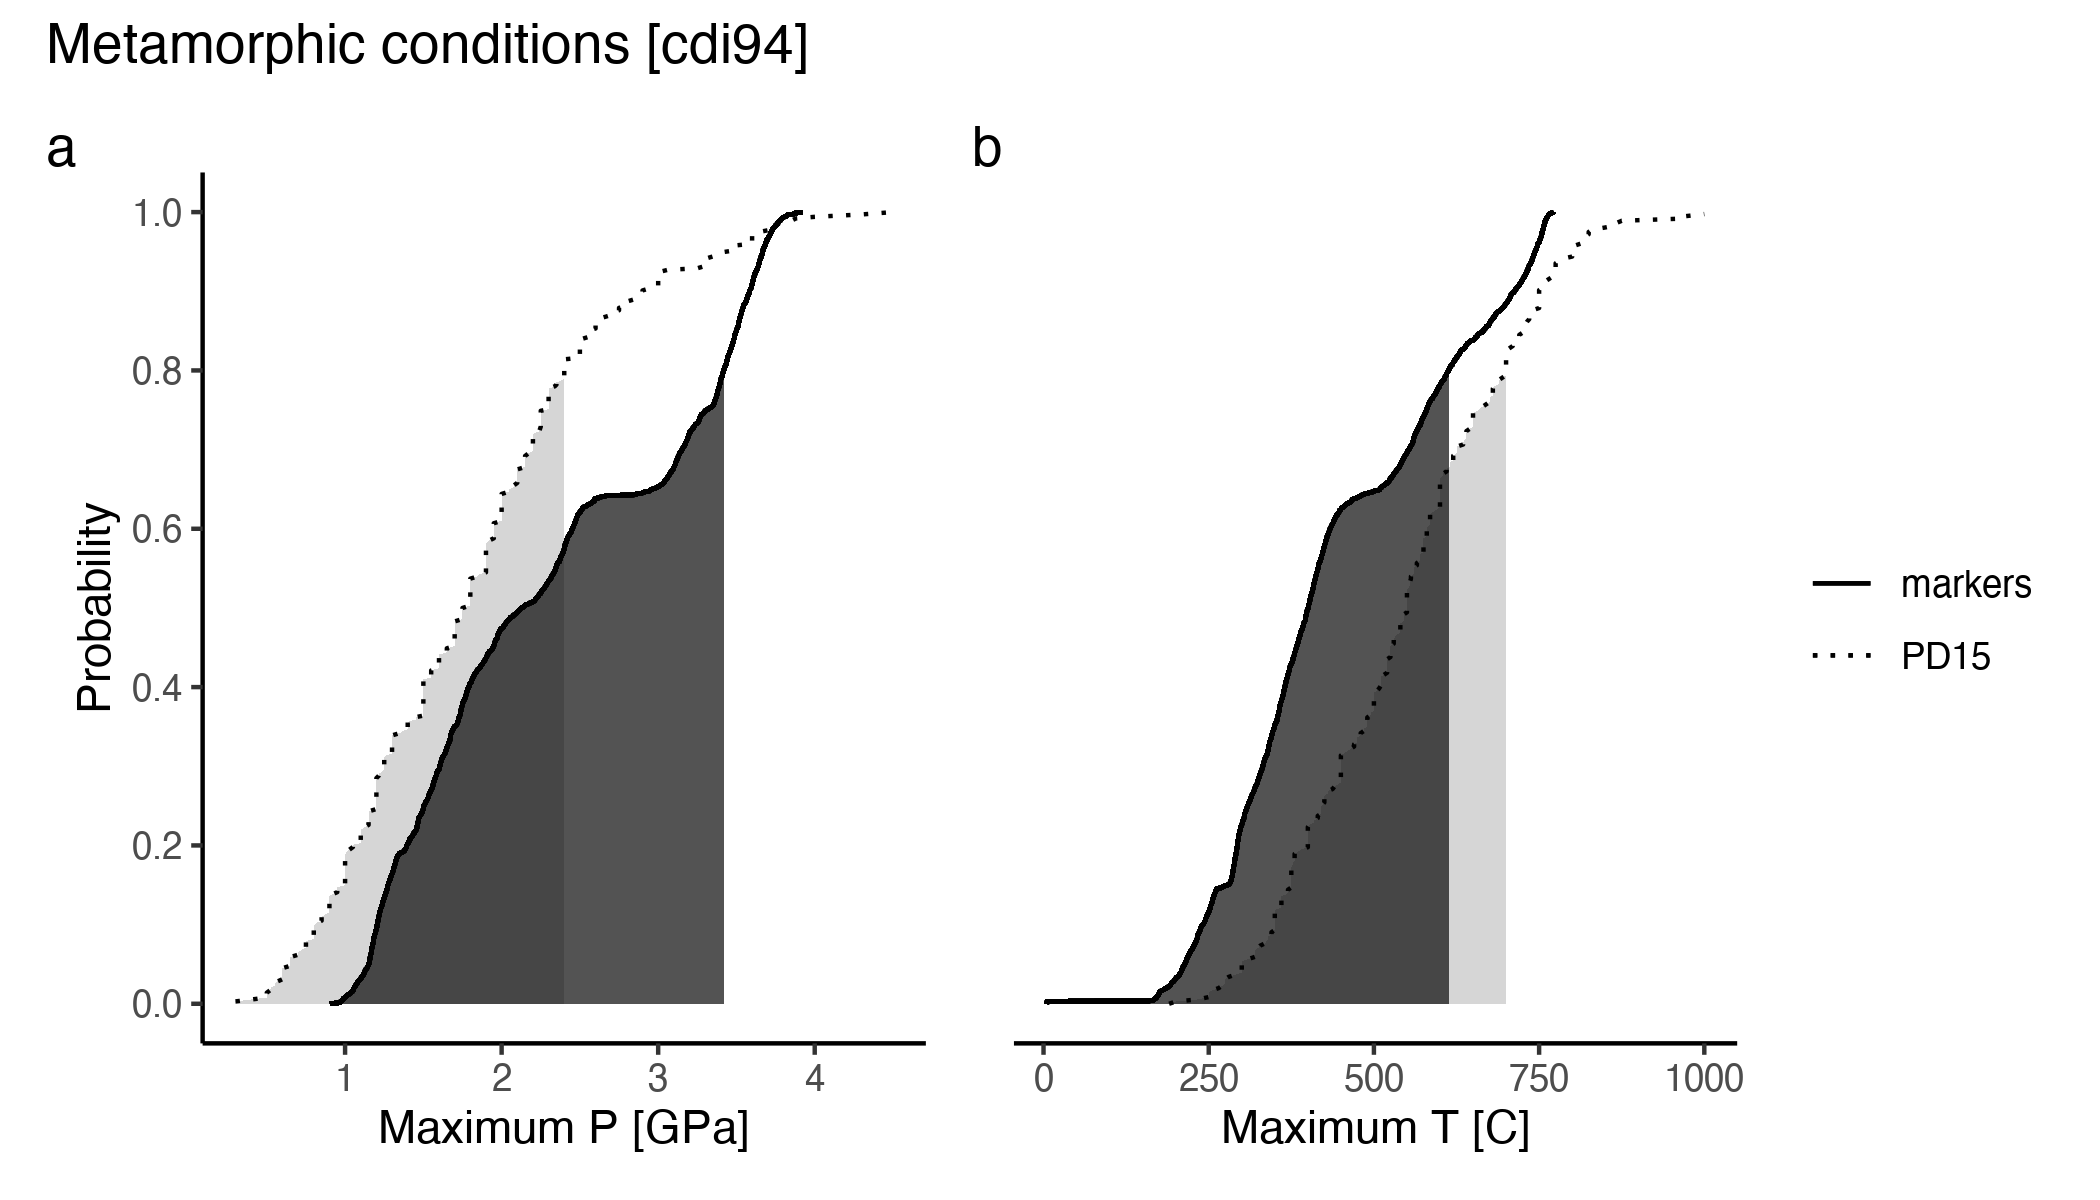 Metamorphic conditions [cdi94]
a
b
1.0
0.8
0.6
0.4
0.2
0.0
Probability
1 2 3 4
Maximum P [GPa]
0 250 500 750 1000
Maximum T [C]
markers
PD15